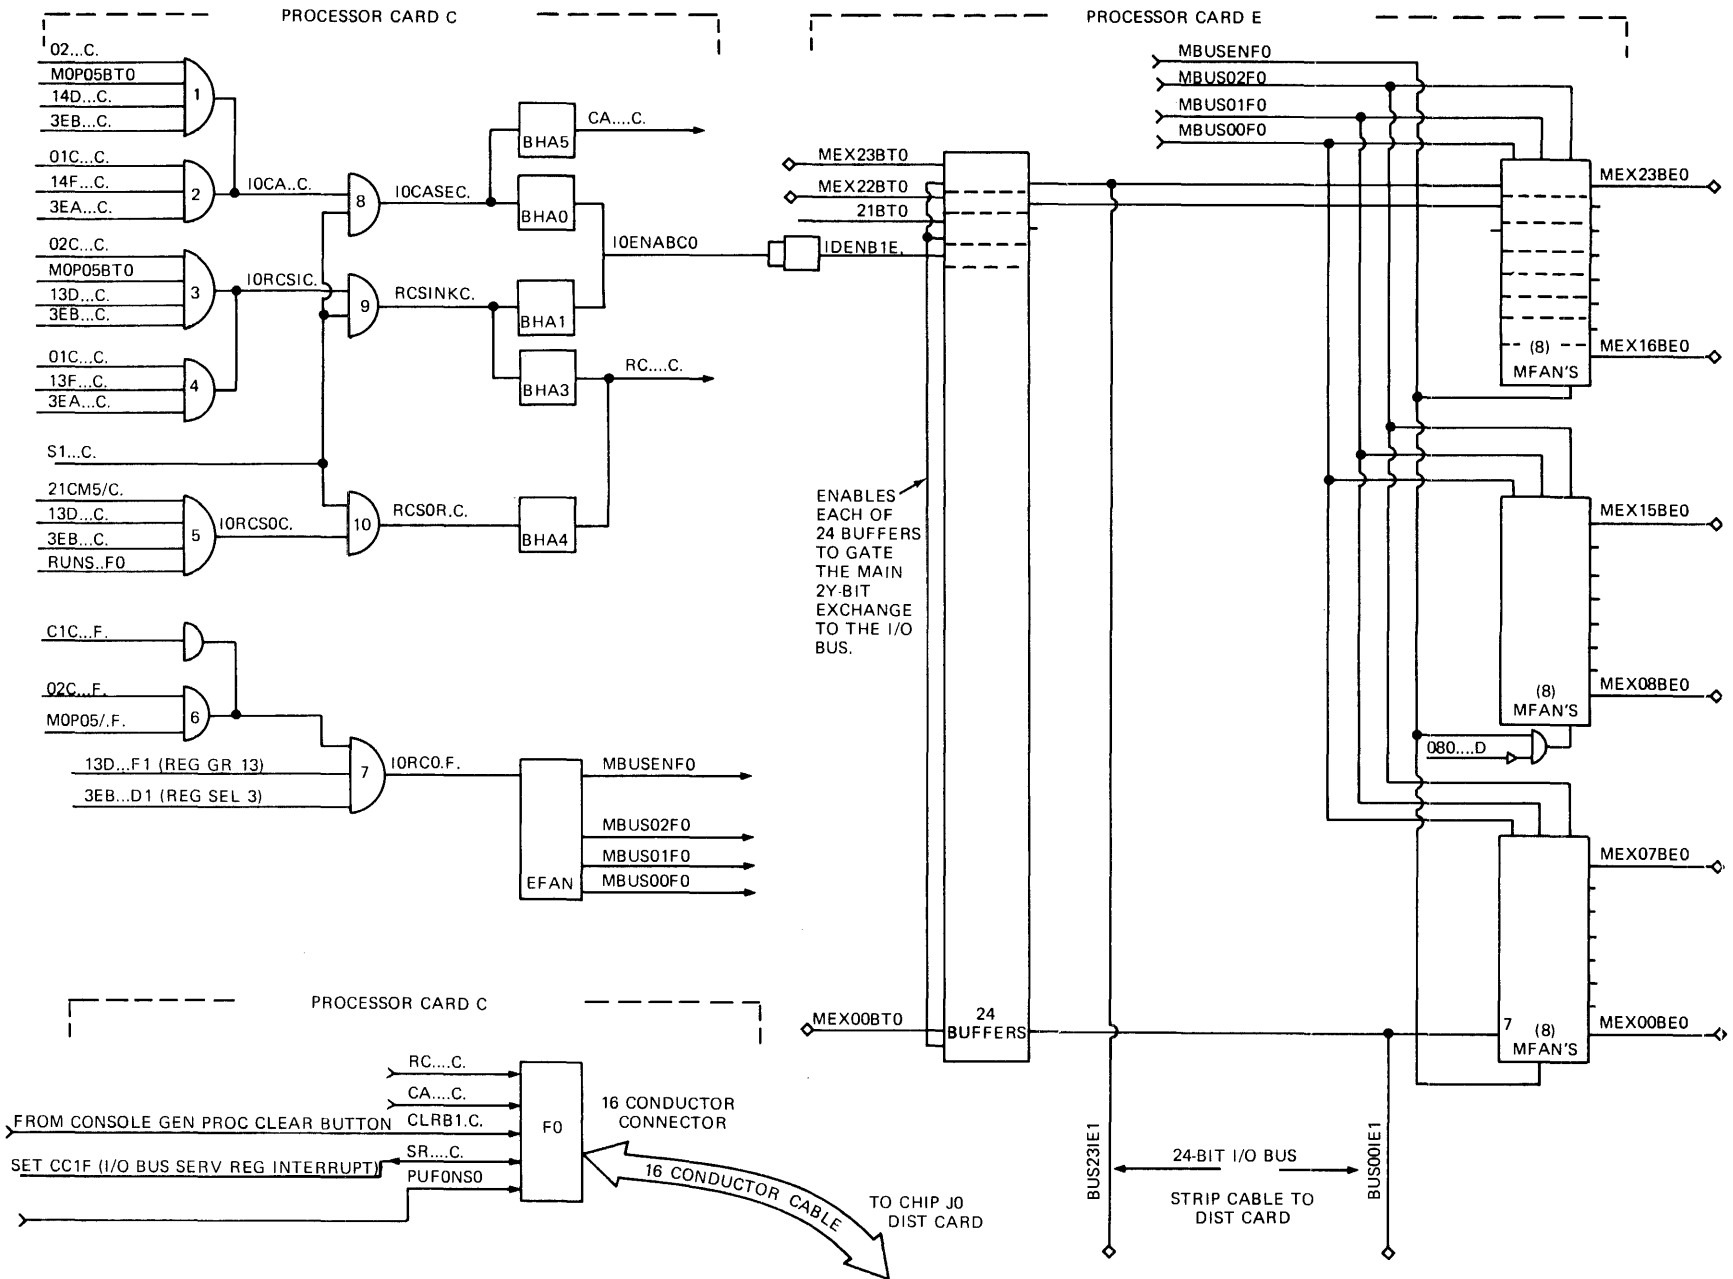 PROCESSOR CARD C
02...C.
M0P05BT0
14D...C.
3EB...C.
1
01C...C.
14F...C.
3EA...C.
2
I0CA..C.
8
I0CASEC.
BHA5
CA....C.
BHA0
02C...C.
M0P05BT0
13D...C.
3EB...C.
3
I0RCSIC.
9
RCSINKC.
BHA1
I0ENABC0
01C...C.
13F...C.
3EA...C.
4
BHA3
RC....C.
S1...C.
21CM5/C.
13D...C.
3EB...C.
RUNS..F0
5
I0RCS0C.
10
RCS0R.C.
BHA4
C1C...F.
02C...F.
M0P05/.F.
6
13D...F1 (REG GR 13)
3EB...D1 (REG SEL 3)
7
I0RC0.F.
EFAN
MBUSENF0
MBUS02F0
MBUS01F0
MBUS00F0
PROCESSOR CARD E
MBUSENF0
MBUS02F0
MBUS01F0
MBUS00F0
MEX23BT0
MEX22BT0
21BT0
IDENB1E.
ENABLES
EACH OF
24 BUFFERS
TO GATE
THE MAIN
2Y-BIT
EXCHANGE
TO THE I/O
BUS.
MEX00BT0
24
BUFFERS
MEX23BE0
MEX16BE0
(8)
MFAN'S
MEX15BE0
MEX08BE0
(8)
MFAN'S
080....D
MEX07BE0
MEX00BE0
7
(8)
MFAN'S
BUS23IE1
24-BIT I/O BUS
BUS00IE1
STRIP CABLE TO
DIST CARD
PROCESSOR CARD C
RC....C.
CA....C.
FROM CONSOLE GEN PROC CLEAR BUTTON
CLRB1.C.
SET CC1F (I/O BUS SERV REG INTERRUPT)
SR....C.
PUF0NS0
F0
16 CONDUCTOR
CONNECTOR
16 CONDUCTOR CABLE
TO CHIP J0
DIST CARD